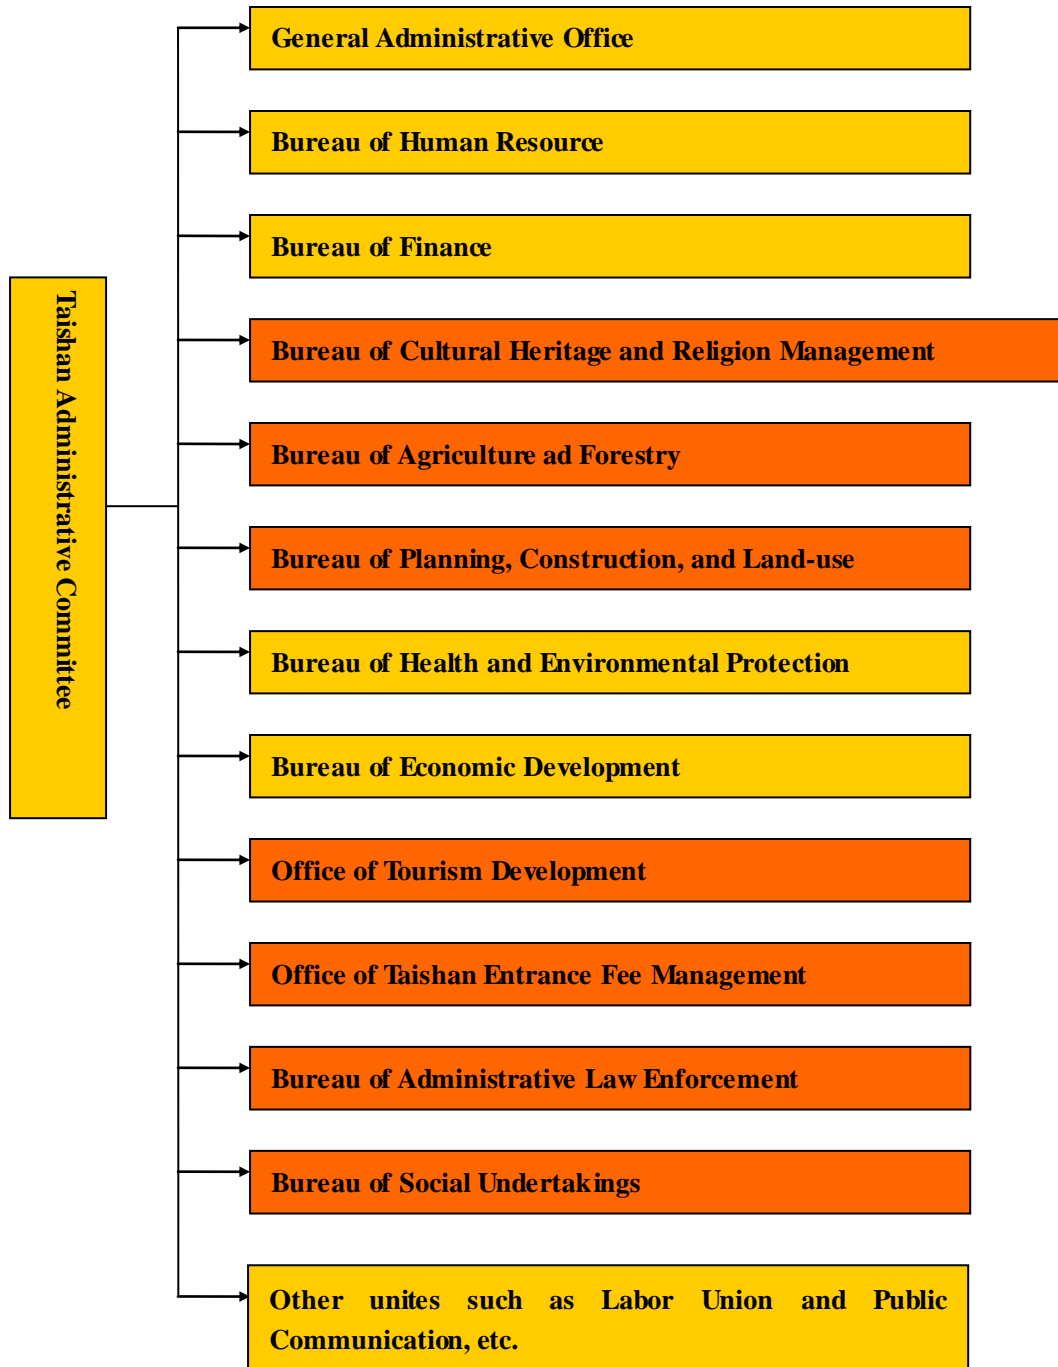 General Administrative Office
Bureau of Human Resource
Bureau of Finance
Taishan Administrative Committee
Bureau of Cultural Heritage and Religion Management
Bureau of Agriculture ad Forestry
Bureau of Planning, Construction, and Land-use
Bureau of Health and Environmental Protection
Bureau of Economic Development
Office of Tourism Development
Office of Taishan Entrance Fee Management
Bureau of Administrative Law Enforcement
Bureau of Social Undertakings
Other unites such as Labor Union and Public
Communication, etc.